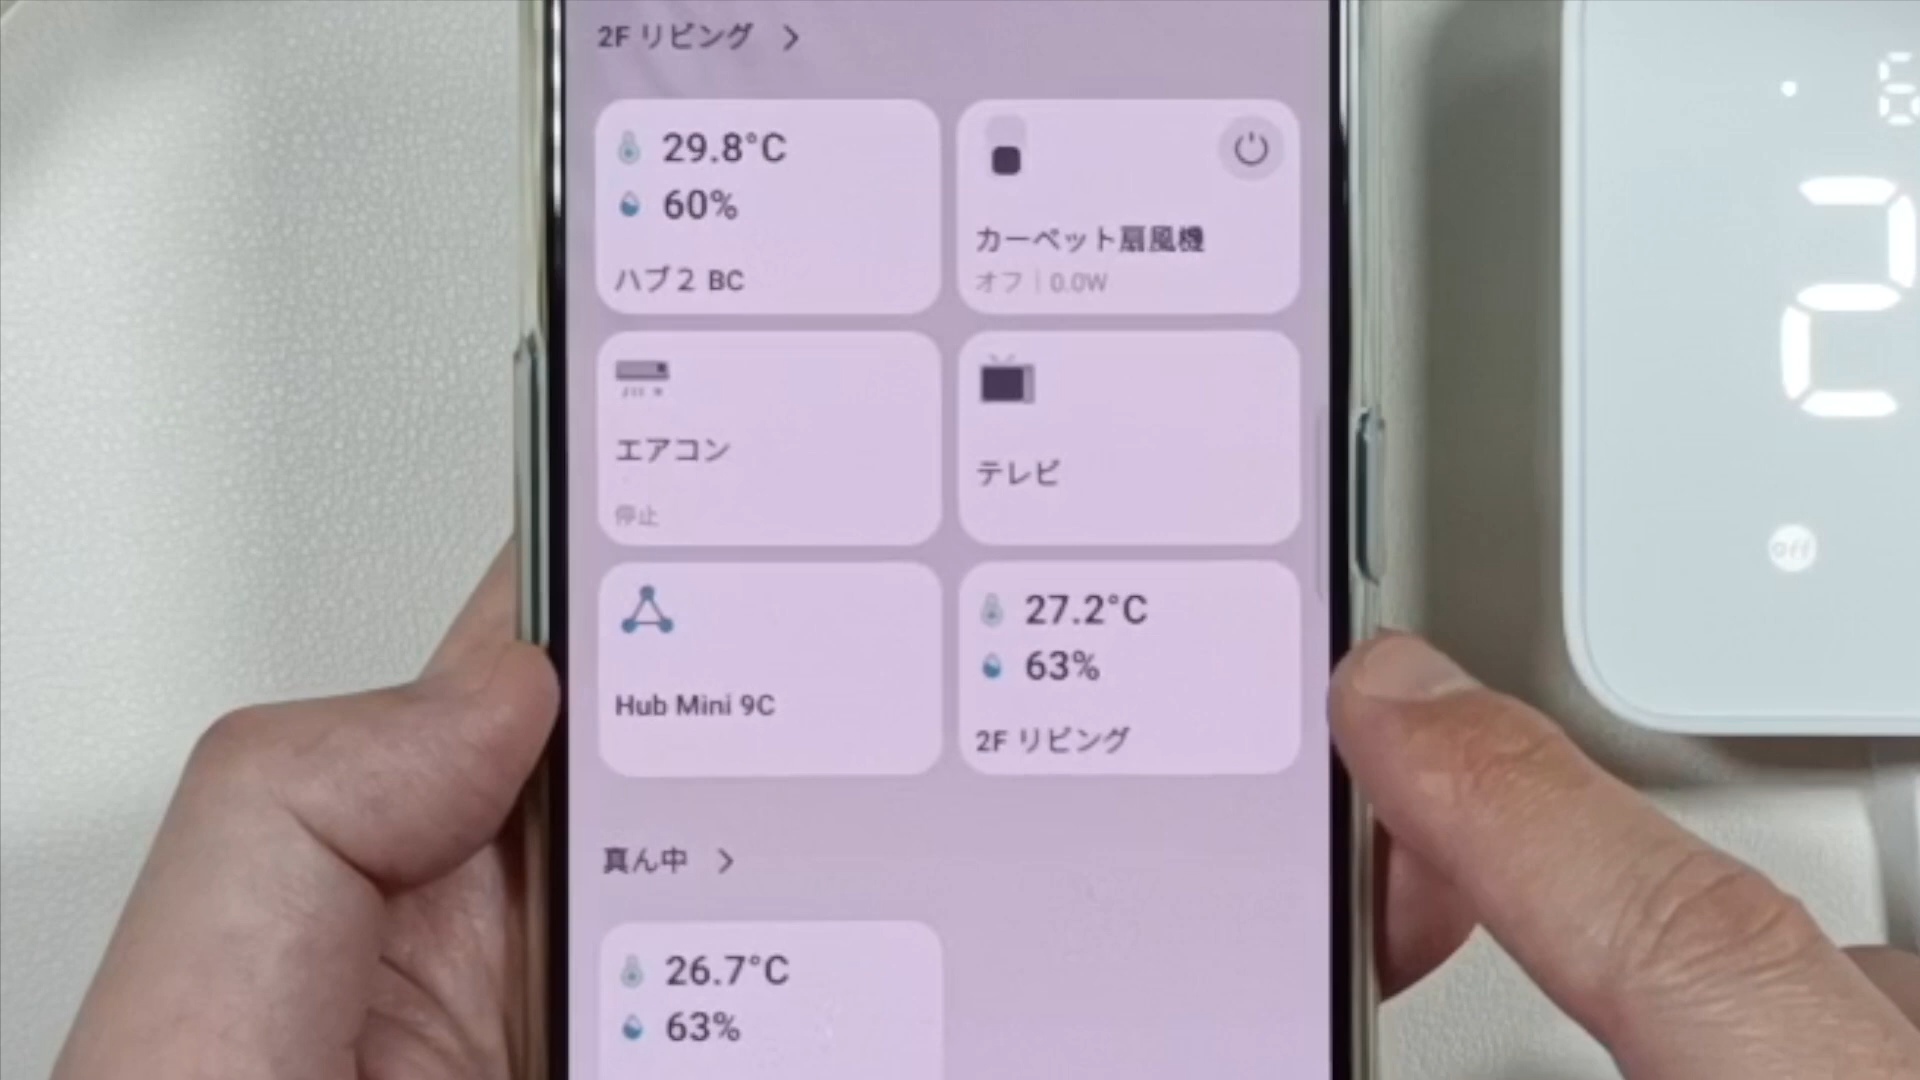 2F リビング
29.8°C
60%
ハブ2 BC
カーペット扇風機
オフ | 0.0W
エアコン
停止
テレビ
Hub Mini 9C
27.2°C
63%
2F リビング
真ん中
26.7°C
63%
2
off